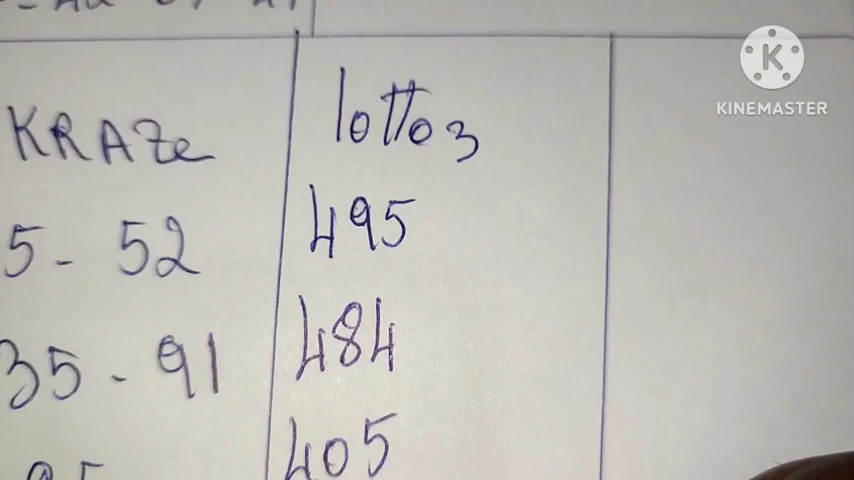 KRAZe
lotto3
5 - 52
495
35 - 91
484
405
K
KINEMASTER